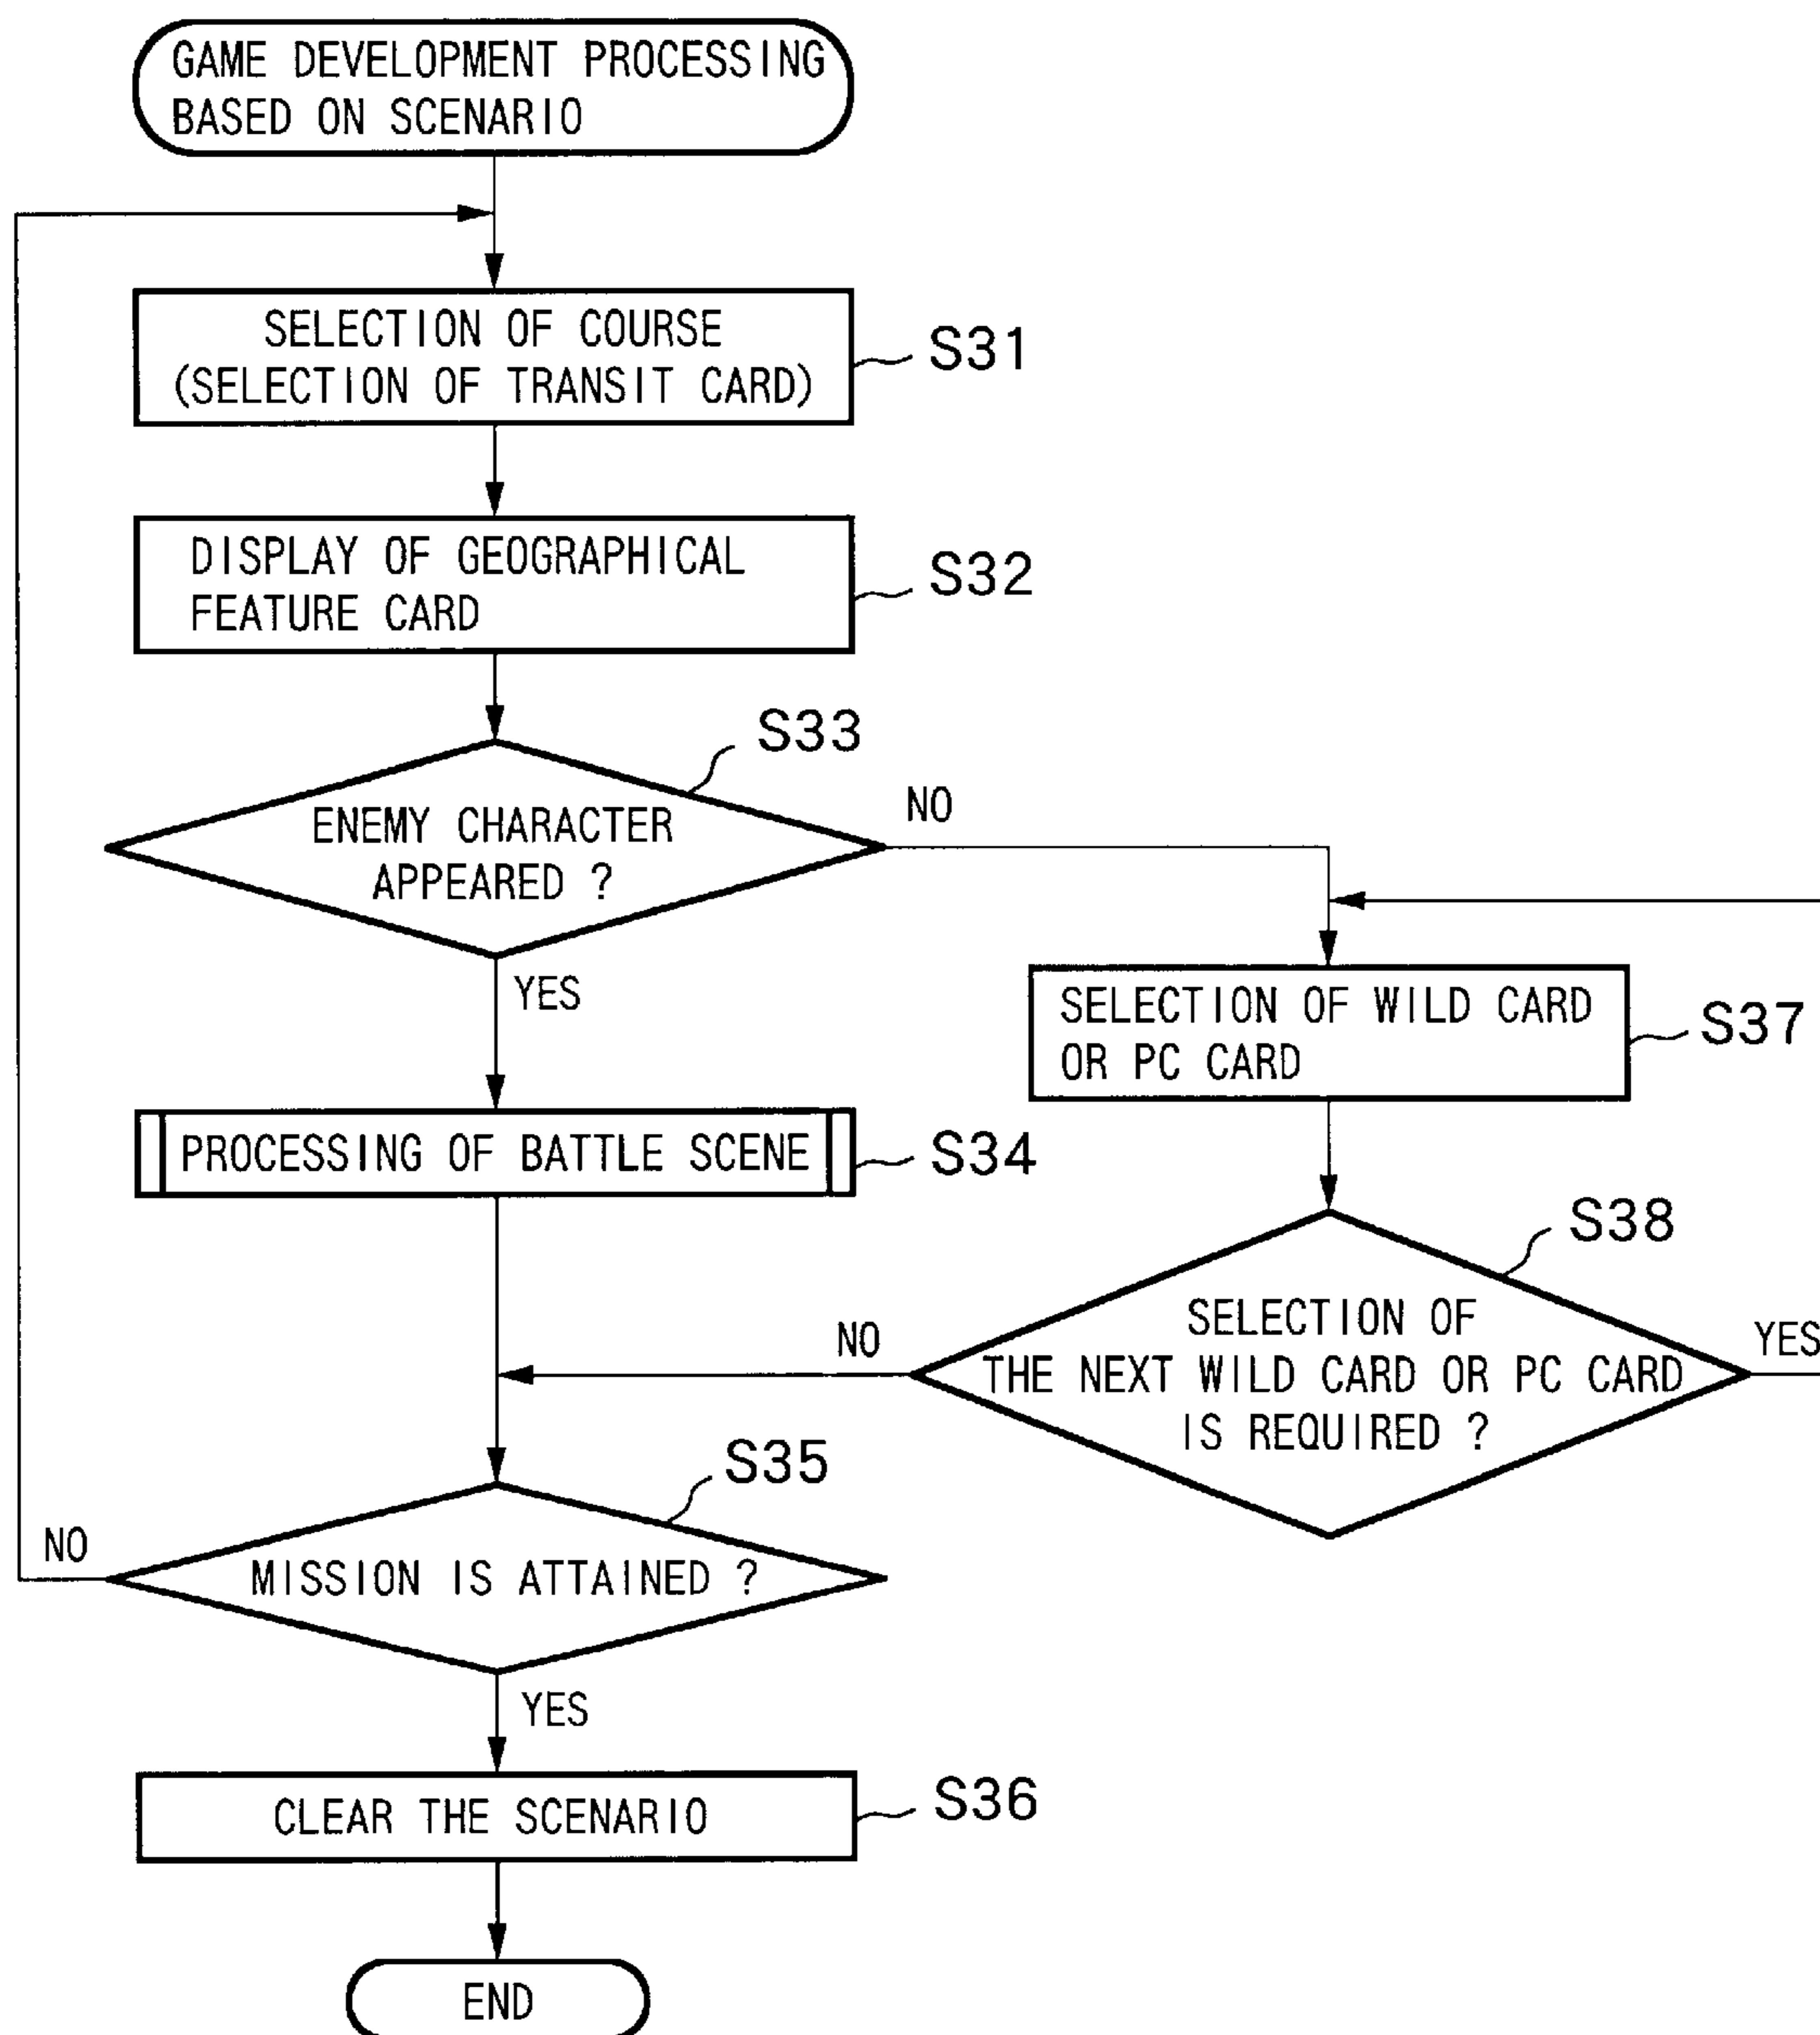 GAME DEVELOPMENT PROCESSING
BASED ON SCENARIO
SELECTION OF COURSE
(SELECTION OF TRANSIT CARD)
S31
DISPLAY OF GEOGRAPHICAL
FEATURE CARD
S32
S33
ENEMY CHARACTER
APPEARED ?
NO
YES
SELECTION OF WILD CARD
OR PC CARD
S37
PROCESSING OF BATTLE SCENE
S34
S38
SELECTION OF
THE NEXT WILD CARD OR PC CARD
IS REQUIRED ?
NO
YES
S35
MISSION IS ATTAINED ?
NO
YES
CLEAR THE SCENARIO
S36
END